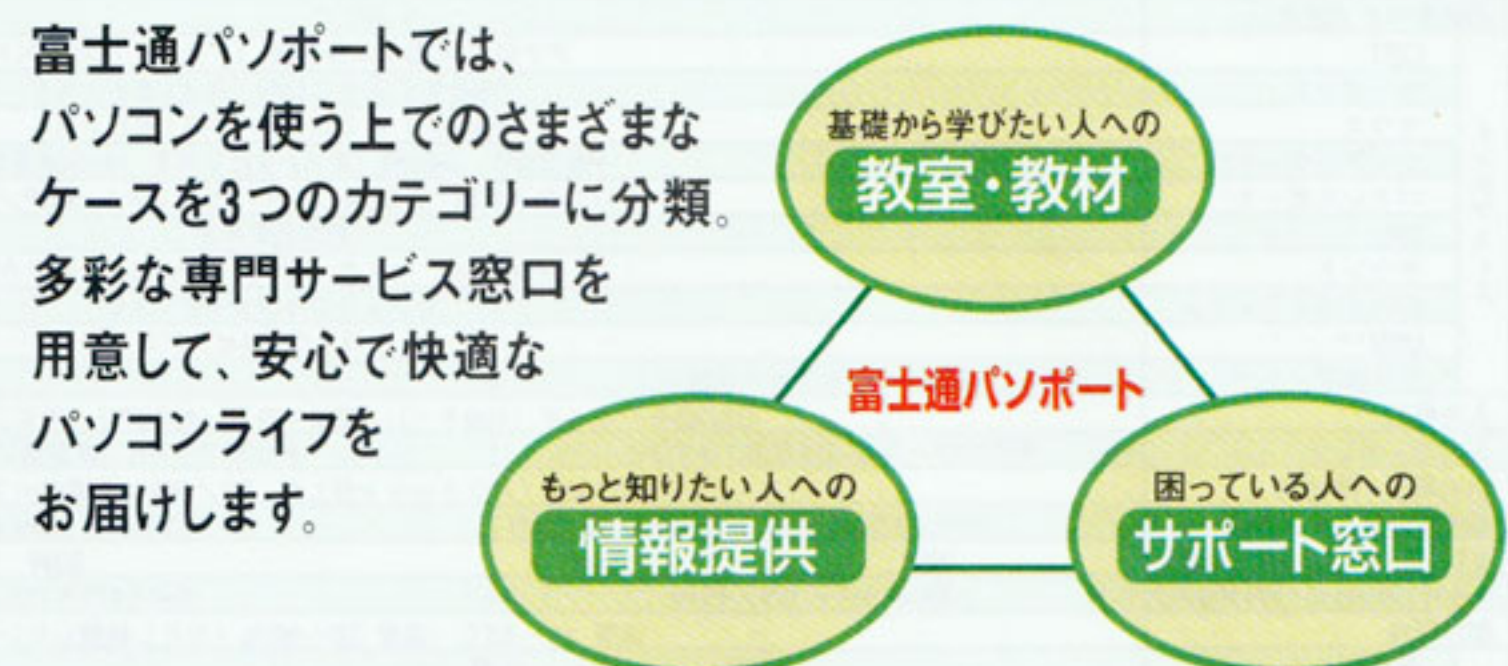 富士通パソポートでは、
パソコンを使う上でのさまざまな
ケースを3つのカテゴリーに分類。
多彩な専門サービス窓口を
用意して、安心で快適な
パソコンライフを
お届けします。
基礎から学びたい人への
教室・教材
富士通パソポート
もっと知りたい人への
情報提供
困っている人への
サポート窓口